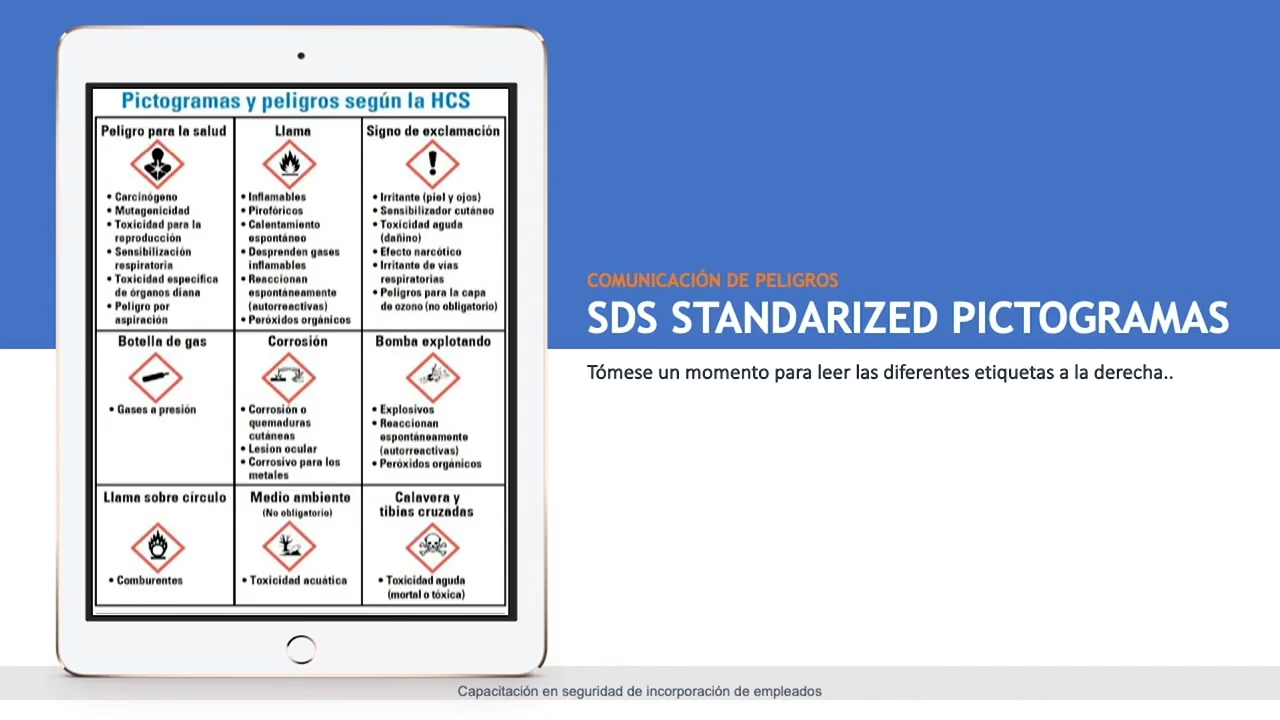 Pictogramas y peligros según la HCS
Peligro para la salud
• Carcinógeno
• Mutagenicidad
• Toxicidad para la
reproducción
• Sensibilización
respiratoria
• Toxicidad específica
de órganos diana
• Peligro por
aspiración
Llama
• Inflamables
• Pirofóricos
• Calentamiento
espontáneo
• Desprenden gases
inflamables
• Reaccionan
espontáneamente
(autorreactivas)
• Peróxidos orgánicos
Signo de exclamación
• Irritante (piel y ojos)
• Sensibilizador cutáneo
• Toxicidad aguda
(dañino)
• Efecto narcótico
• Irritante de vías
respiratorias
• Peligros para la capa
de ozono (no obligatorio)
Botella de gas
• Gases a presión
Corrosión
• Corrosión o
quemaduras
cutáneas
• Lesion ocular
• Corrosivo para los
metales
Bomba explotando
• Explosivos
• Reaccionan
espontáneamente
(autorreactivas)
• Peróxidos orgánicos
Llama sobre círculo
• Comburentes
Medio ambiente
(No obligatorio)
• Toxicidad acuática
Calavera y
tibias cruzadas
• Toxicidad aguda
(mortal o tóxica)
COMUNICACIÓN DE PELIGROS
SDS STANDARIZED PICTOGRAMAS
Tómese un momento para leer las diferentes etiquetas a la derecha..
Capacitación en seguridad de incorporación de empleados